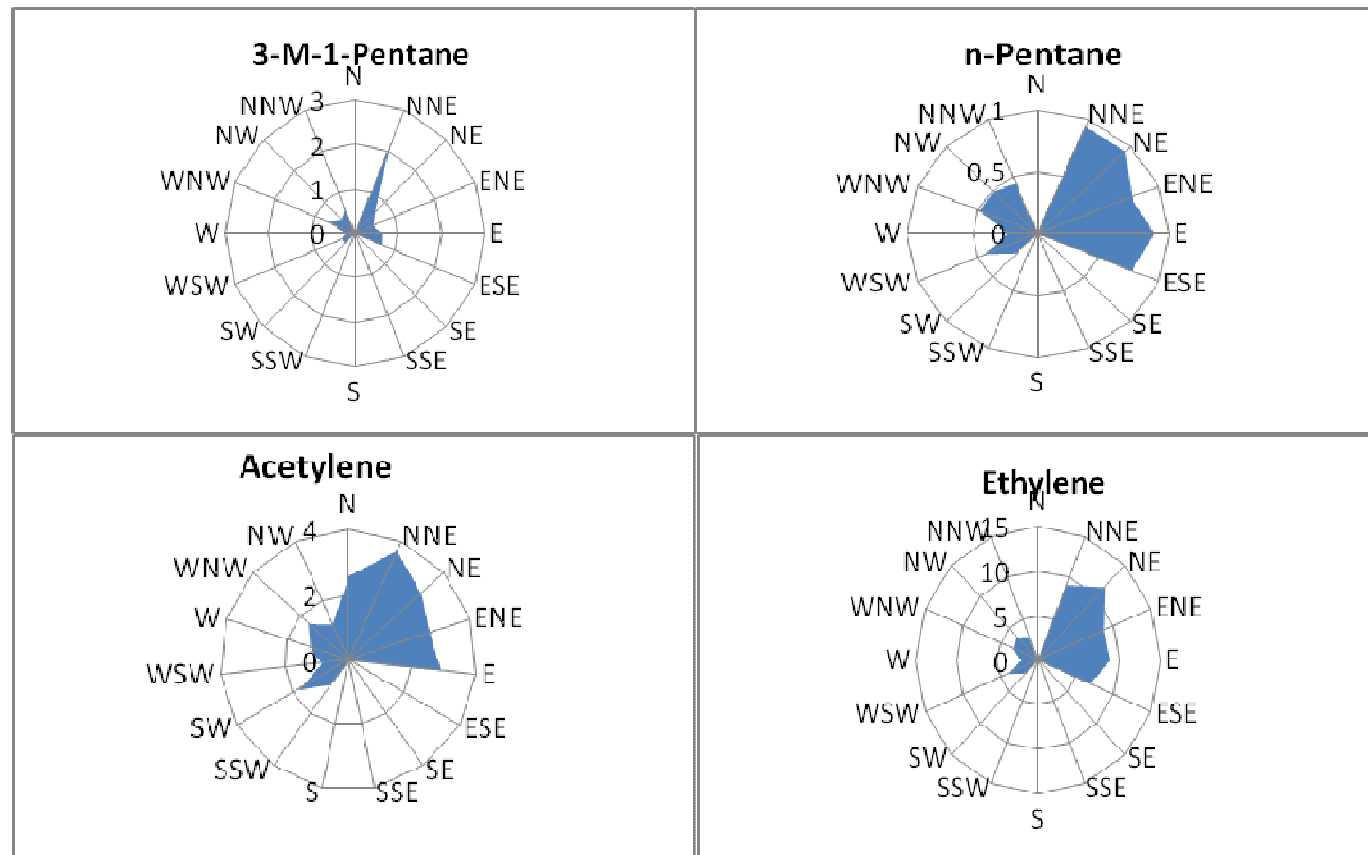 3-M-1-Pentane
N
NNW 3 NNE
NW 2 NE
WNW 1 ENE
W 0 E
WSW ESE
SW SE
SSW SSE
S
n-Pentane
N
NNW 1 NNE
NW NE
WNW 0,5 ENE
W 0 E
WSW ESE
SW SE
SSW SSE
S
Acetylene
N
NW 4 NNE
WNW NE
W 2 ENE
WSW 0 E
SW ESE
SSW SE
S SSE
Ethylene
N
NNW 15 NNE
NW 10 NE
WNW 5 ENE
W 0 E
WSW ESE
SW SE
SSW SSE
S